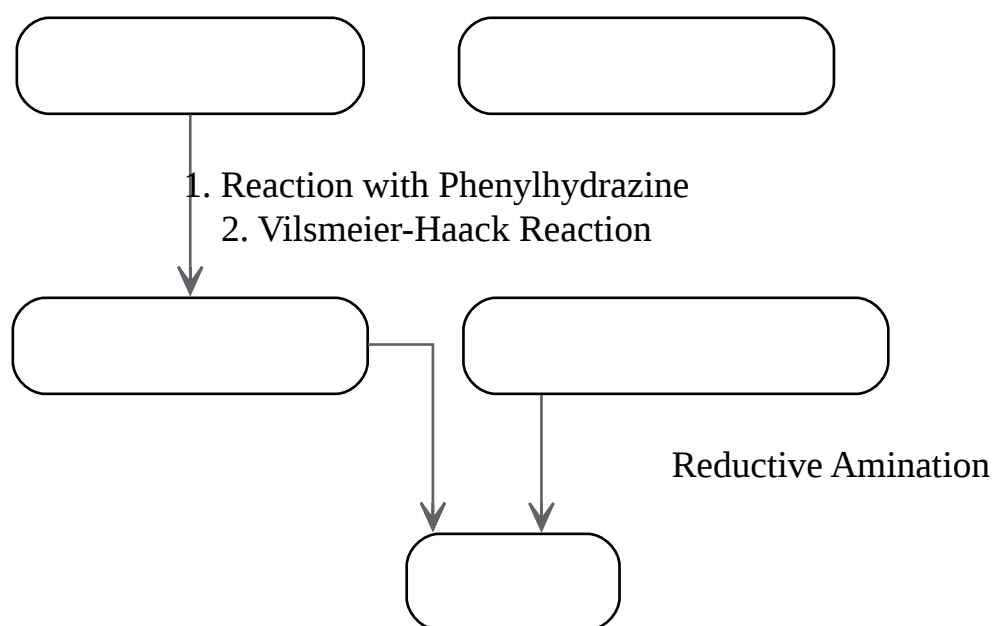 1. Reaction with Phenylhydrazine
2. Vilsmeier-Haack Reaction
Reductive Amination